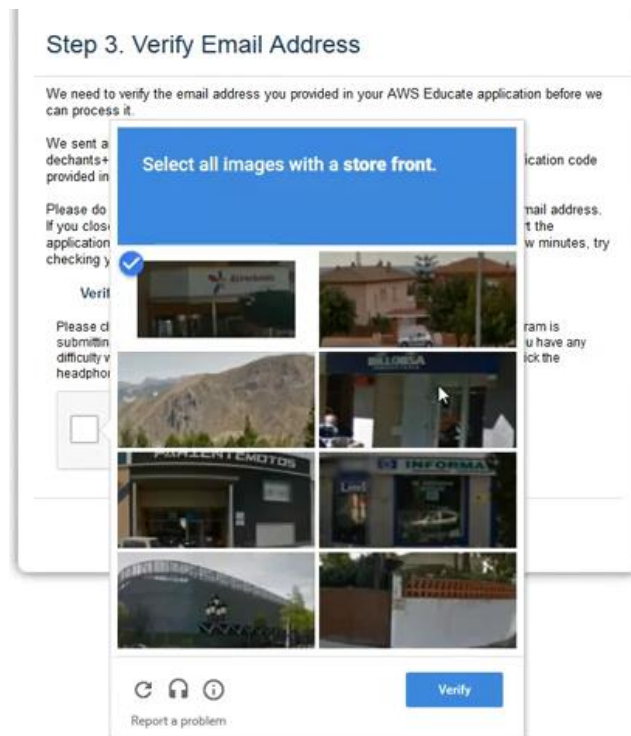 Step 3. Verify Email Address
We need to verify the email address you provided in your AWS Educate application before we
can process it.
We sent a
dechants+ ication code
provided in
Please do mail address.
If you clos t the
application w minutes, try
checking y
Select all images with a store front.
Verif
Please cl ram is
submittin u have any
difficulty w ick the
headphon
BILLOBSA
PARIENTEMOTOS
INFORMA
Verify
Report a problem